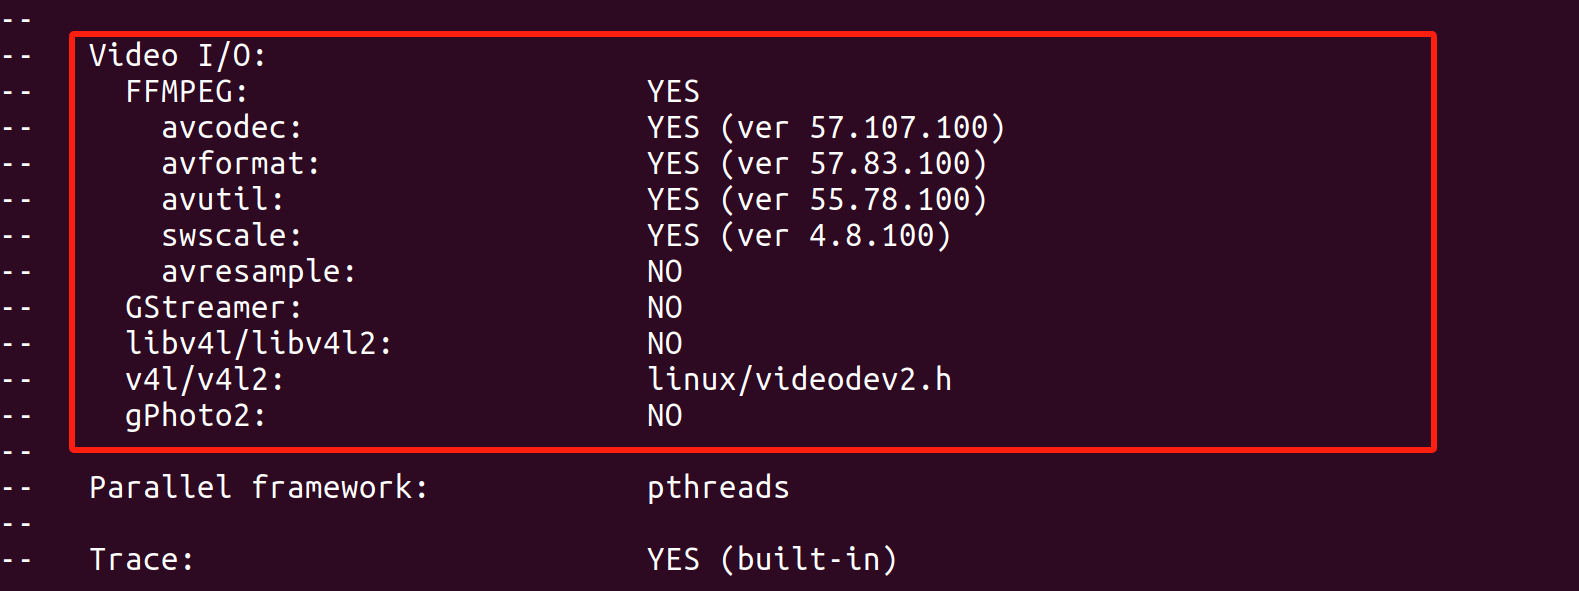 --
--   Video I/O:
--     FFMPEG:                      YES
--       avcodec:                   YES (ver 57.107.100)
--       avformat:                  YES (ver 57.83.100)
--       avutil:                    YES (ver 55.78.100)
--       swscale:                   YES (ver 4.8.100)
--       avresample:                NO
--     GStreamer:                   NO
--     libv4l/libv4l2:              NO
--     v4l/v4l2:                    linux/videodev2.h
--     gPhoto2:                     NO
--
--   Parallel framework:            pthreads
--
--   Trace:                         YES (built-in)